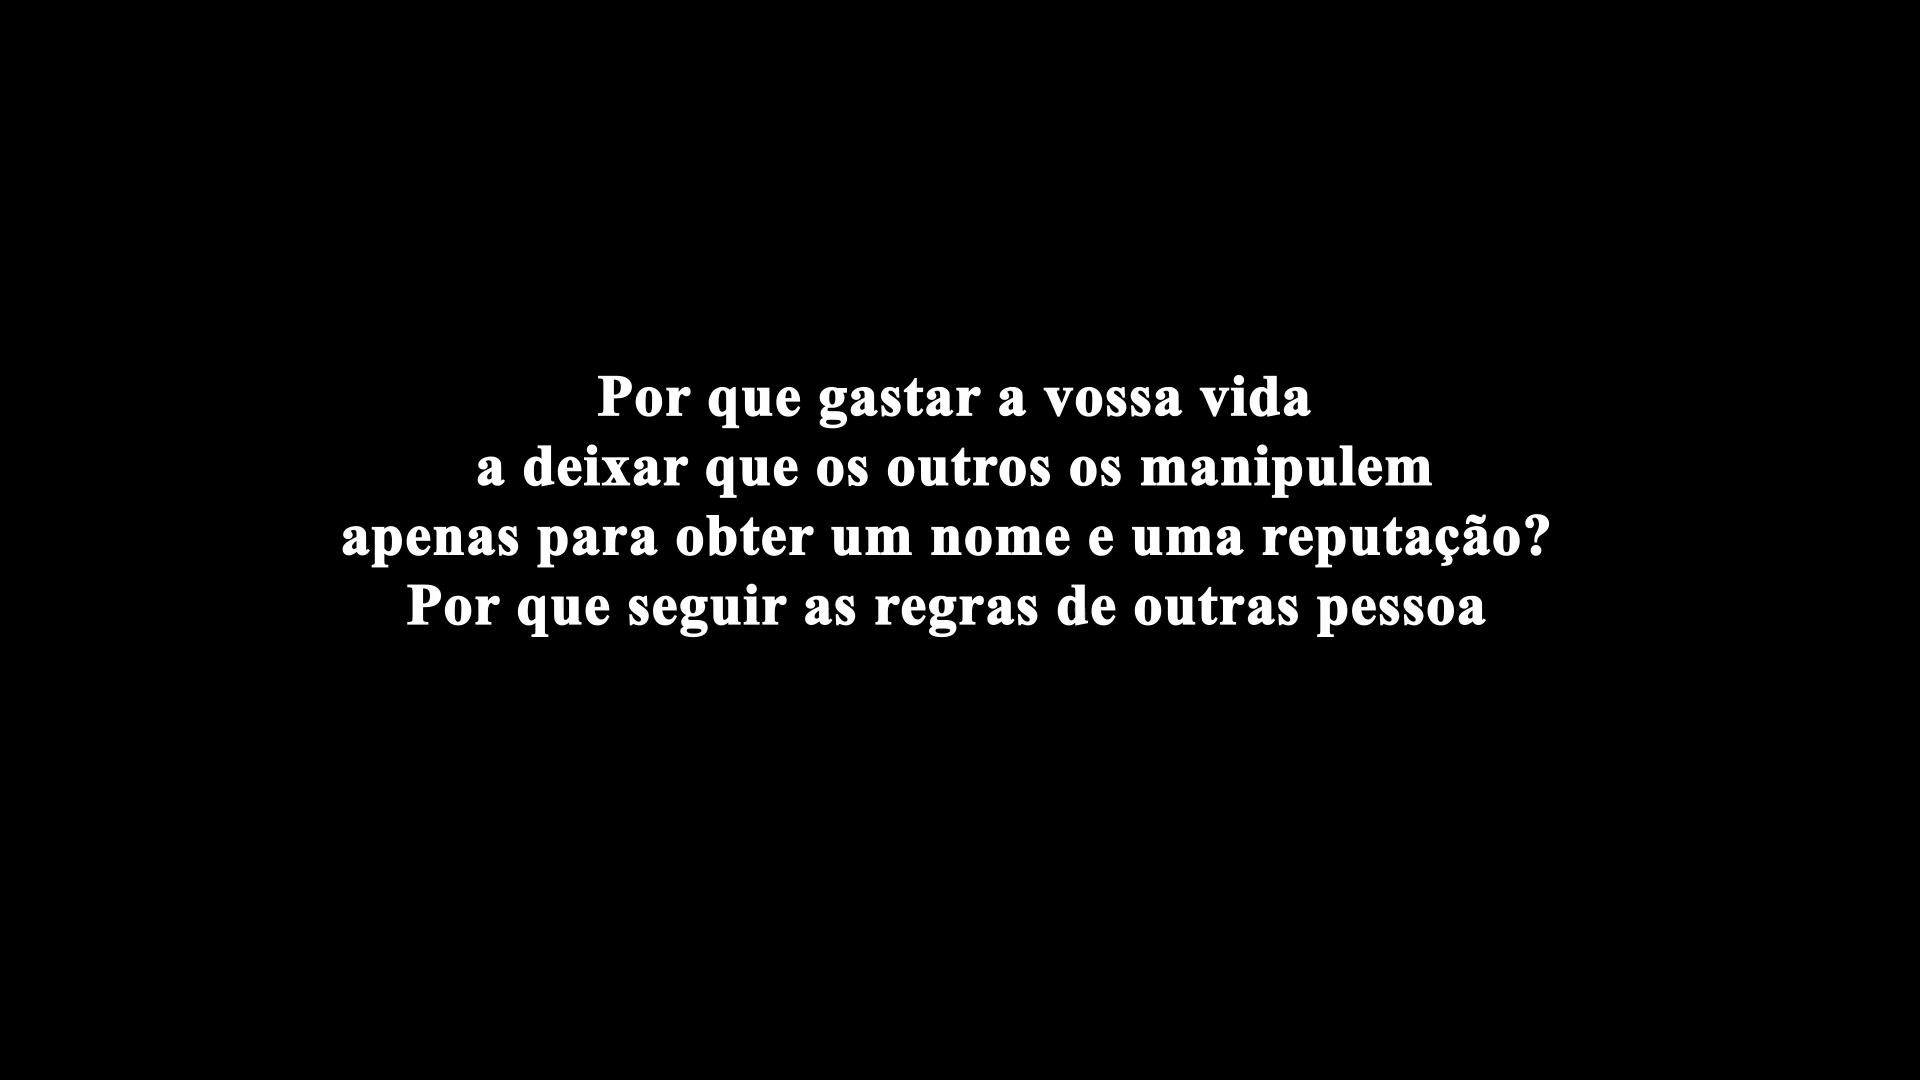 Por que gastar a vossa vida
a deixar que os outros os manipulem
apenas para obter um nome e uma reputação?
Por que seguir as regras de outras pessoa